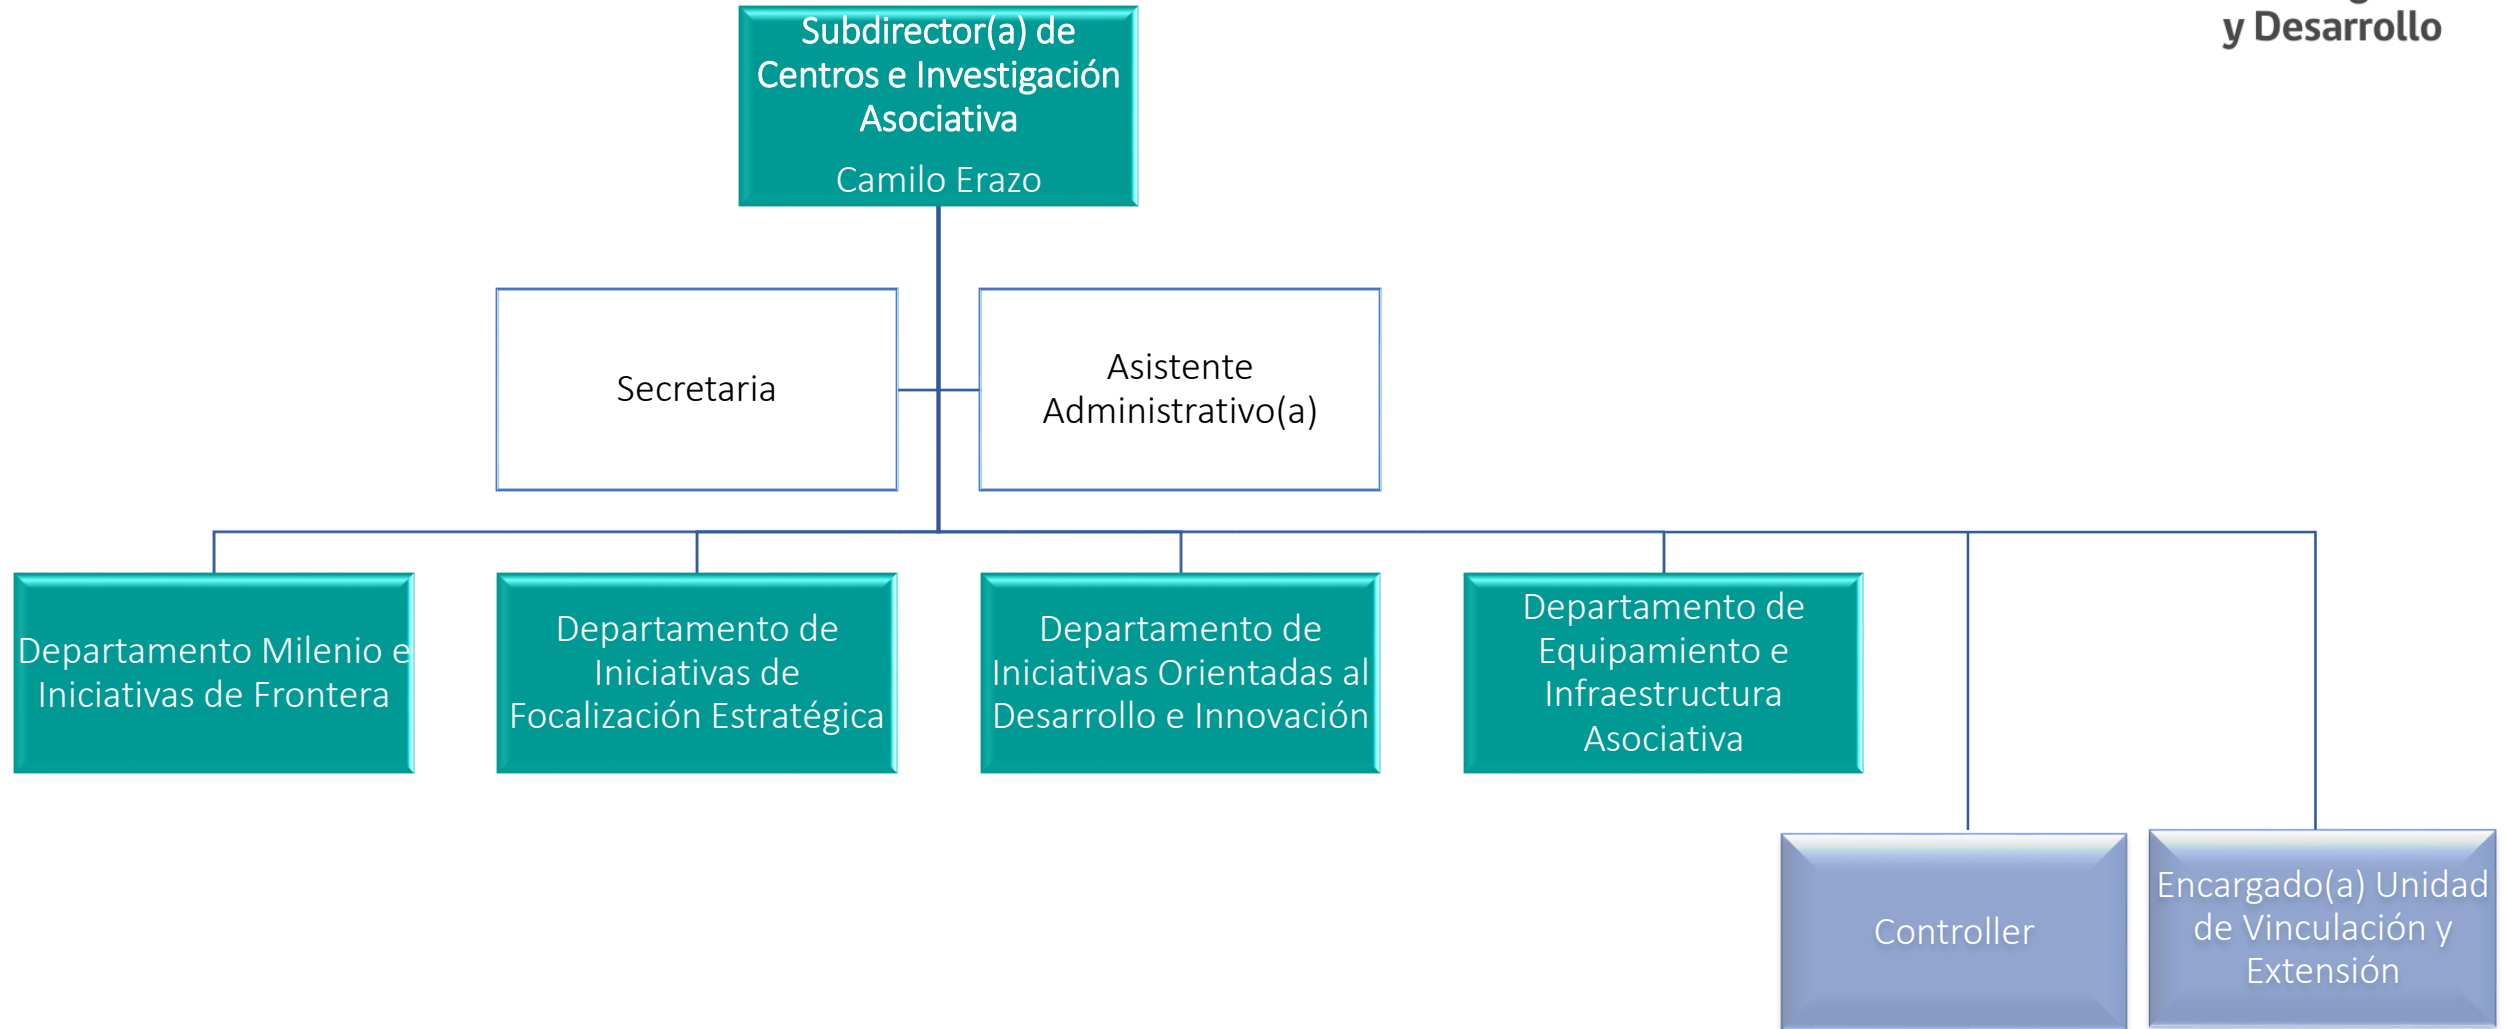 y Desarrollo
Subdirector(a) de
Centros e Investigación
Asociativa
Camilo Erazo
Secretaria
Asistente
Administrativo(a)
Departamento Milenio e
Iniciativas de Frontera
Departamento de
Iniciativas de
Focalización Estratégica
Departamento de
Iniciativas Orientadas al
Desarrollo e Innovación
Departamento de
Equipamiento e
Infraestructura
Asociativa
Controller
Encargado(a) Unidad
de Vinculación y
Extensión